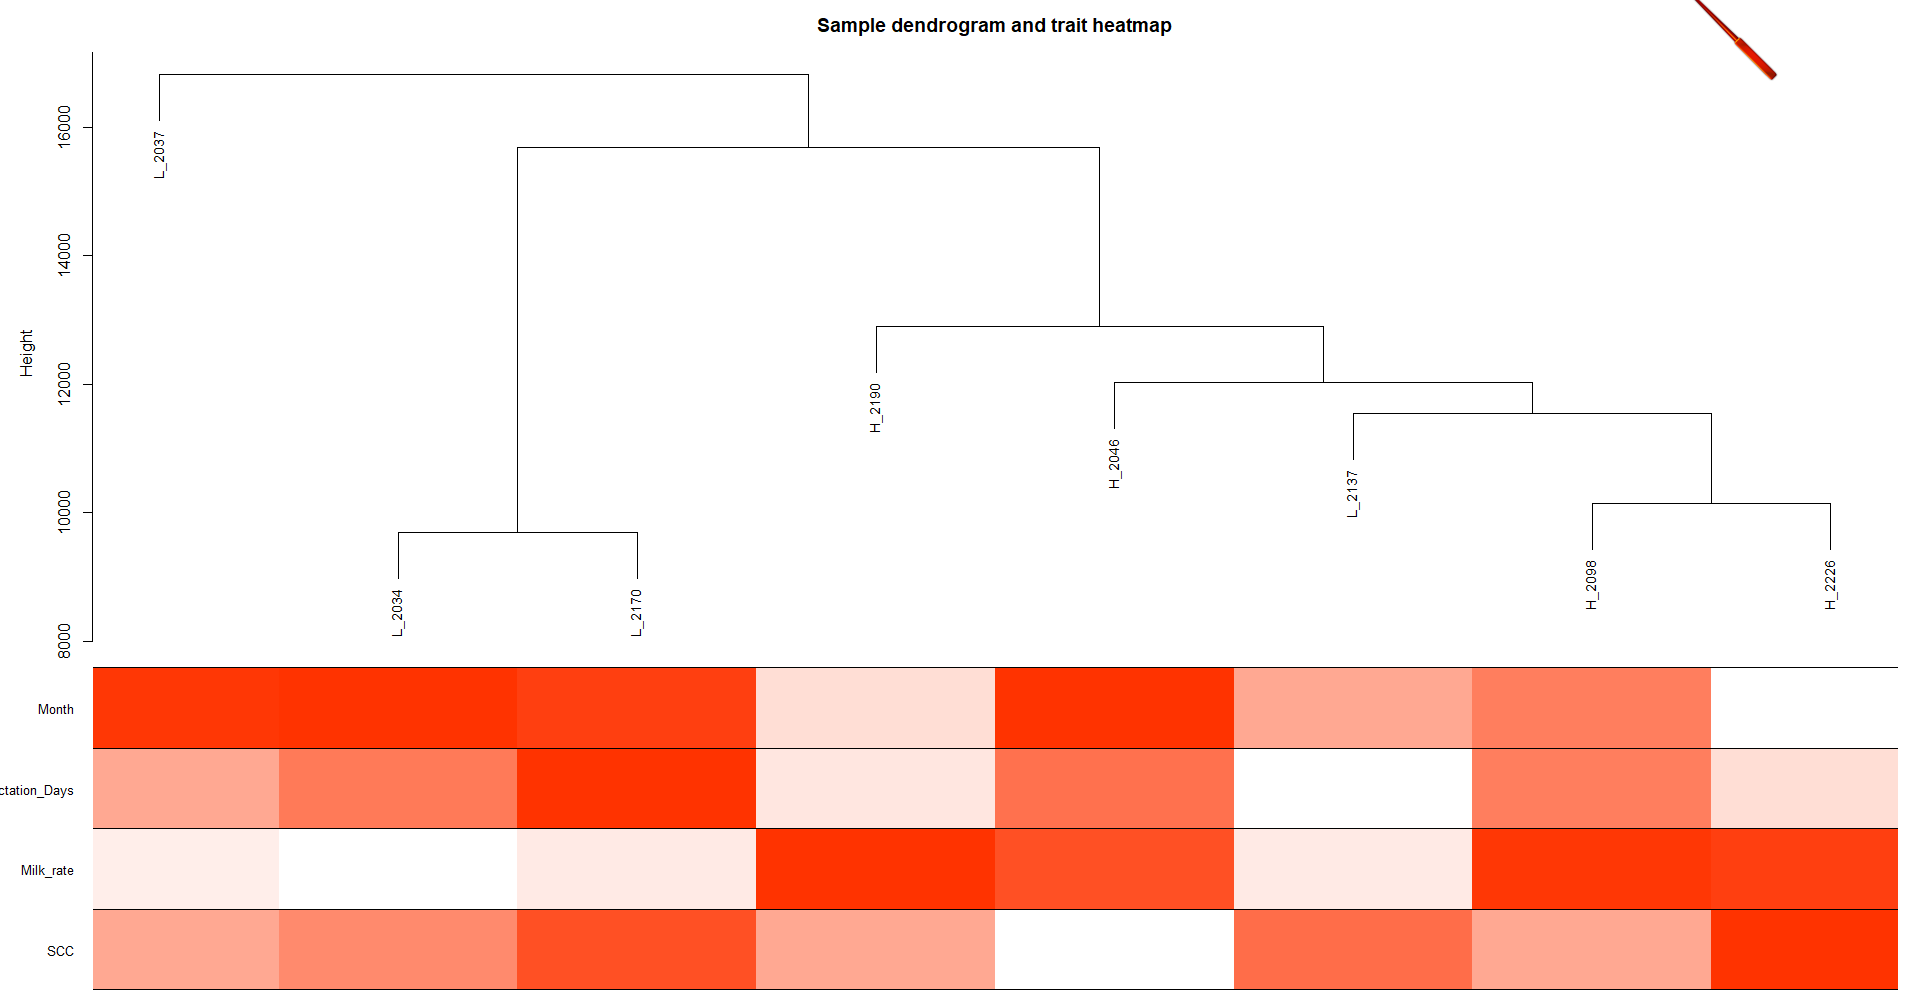 Sample dendrogram and trait heatmap
Height
16000
14000
12000
10000
8000
L_2037
L_2034
L_2170
H_2190
H_2046
L_2137
H_2098
H_2226
Month
ctation_Days
Milk_rate
SCC